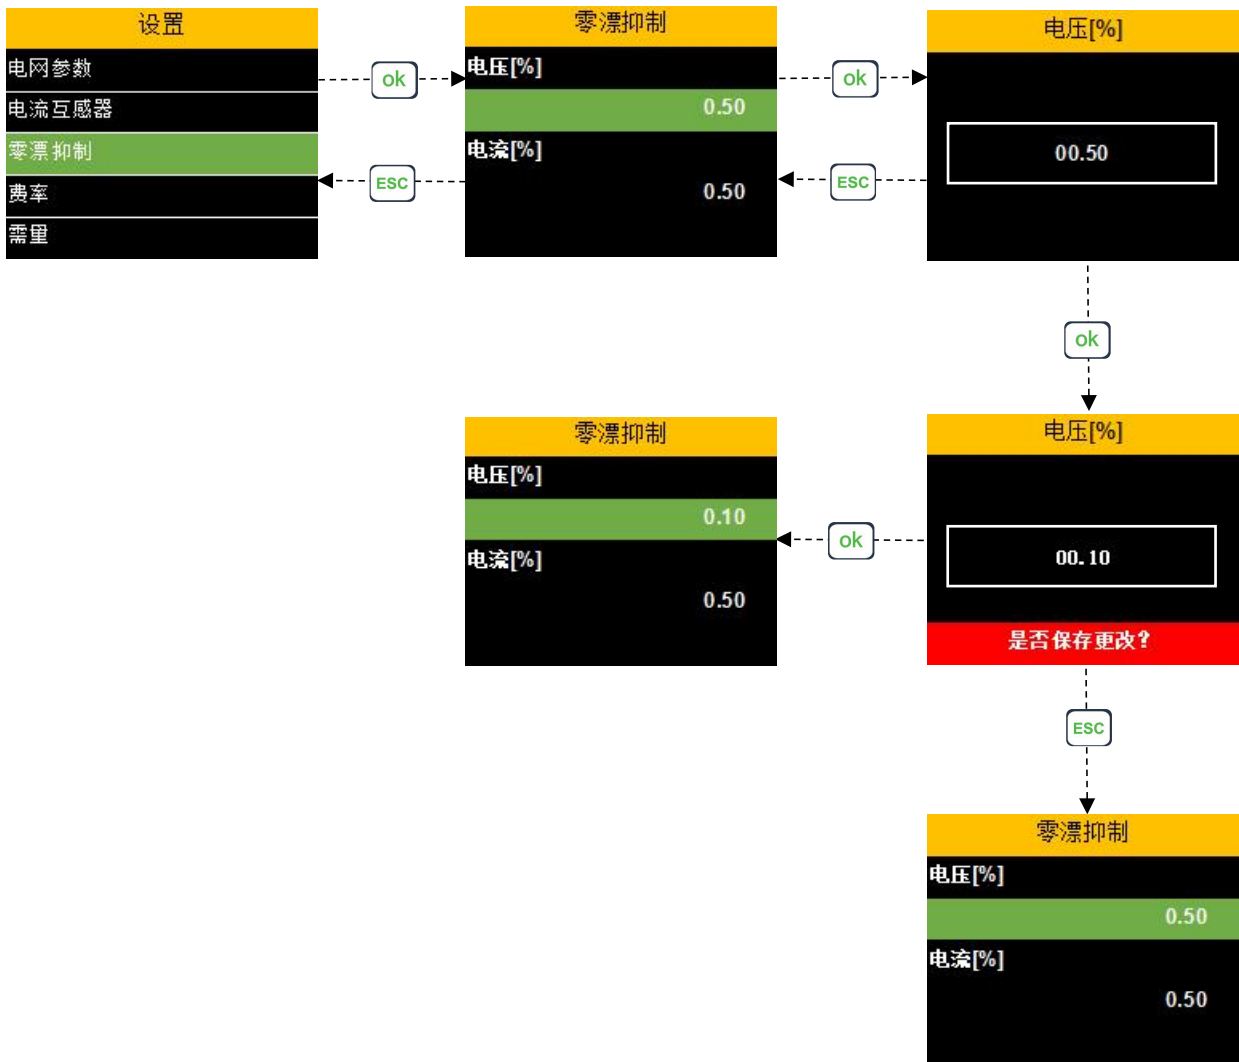 设置
电网参数
电流互感器
零漂抑制
费率
需量
ok
ESC
零漂抑制
电压[%]
0.50
电流[%]
0.50
ok
ESC
电压[%]
00.50
ok
零漂抑制
电压[%]
0.10
电流[%]
0.50
ok
电压[%]
00.10
是否保存更改?
ESC
零漂抑制
电压[%]
0.50
电流[%]
0.50